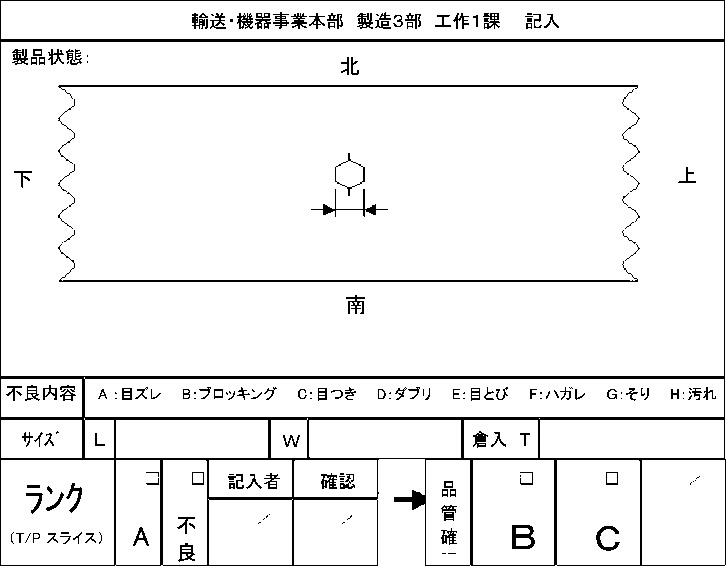 輸送・機器事業本部 製造3部 工作1課 記入
製品状態:
北
下
上
南
不良内容 A:目ズレ B:ブロッキング C:目つき D:ダブリ E:目とび F:ハガレ G:そり H:汚れ
サイズ L W 倉入 T
ランク
(T/P スライス)
□ A
□ 不良
記入者 確認
/ /
➡
品管確認
□ B
□ C
/